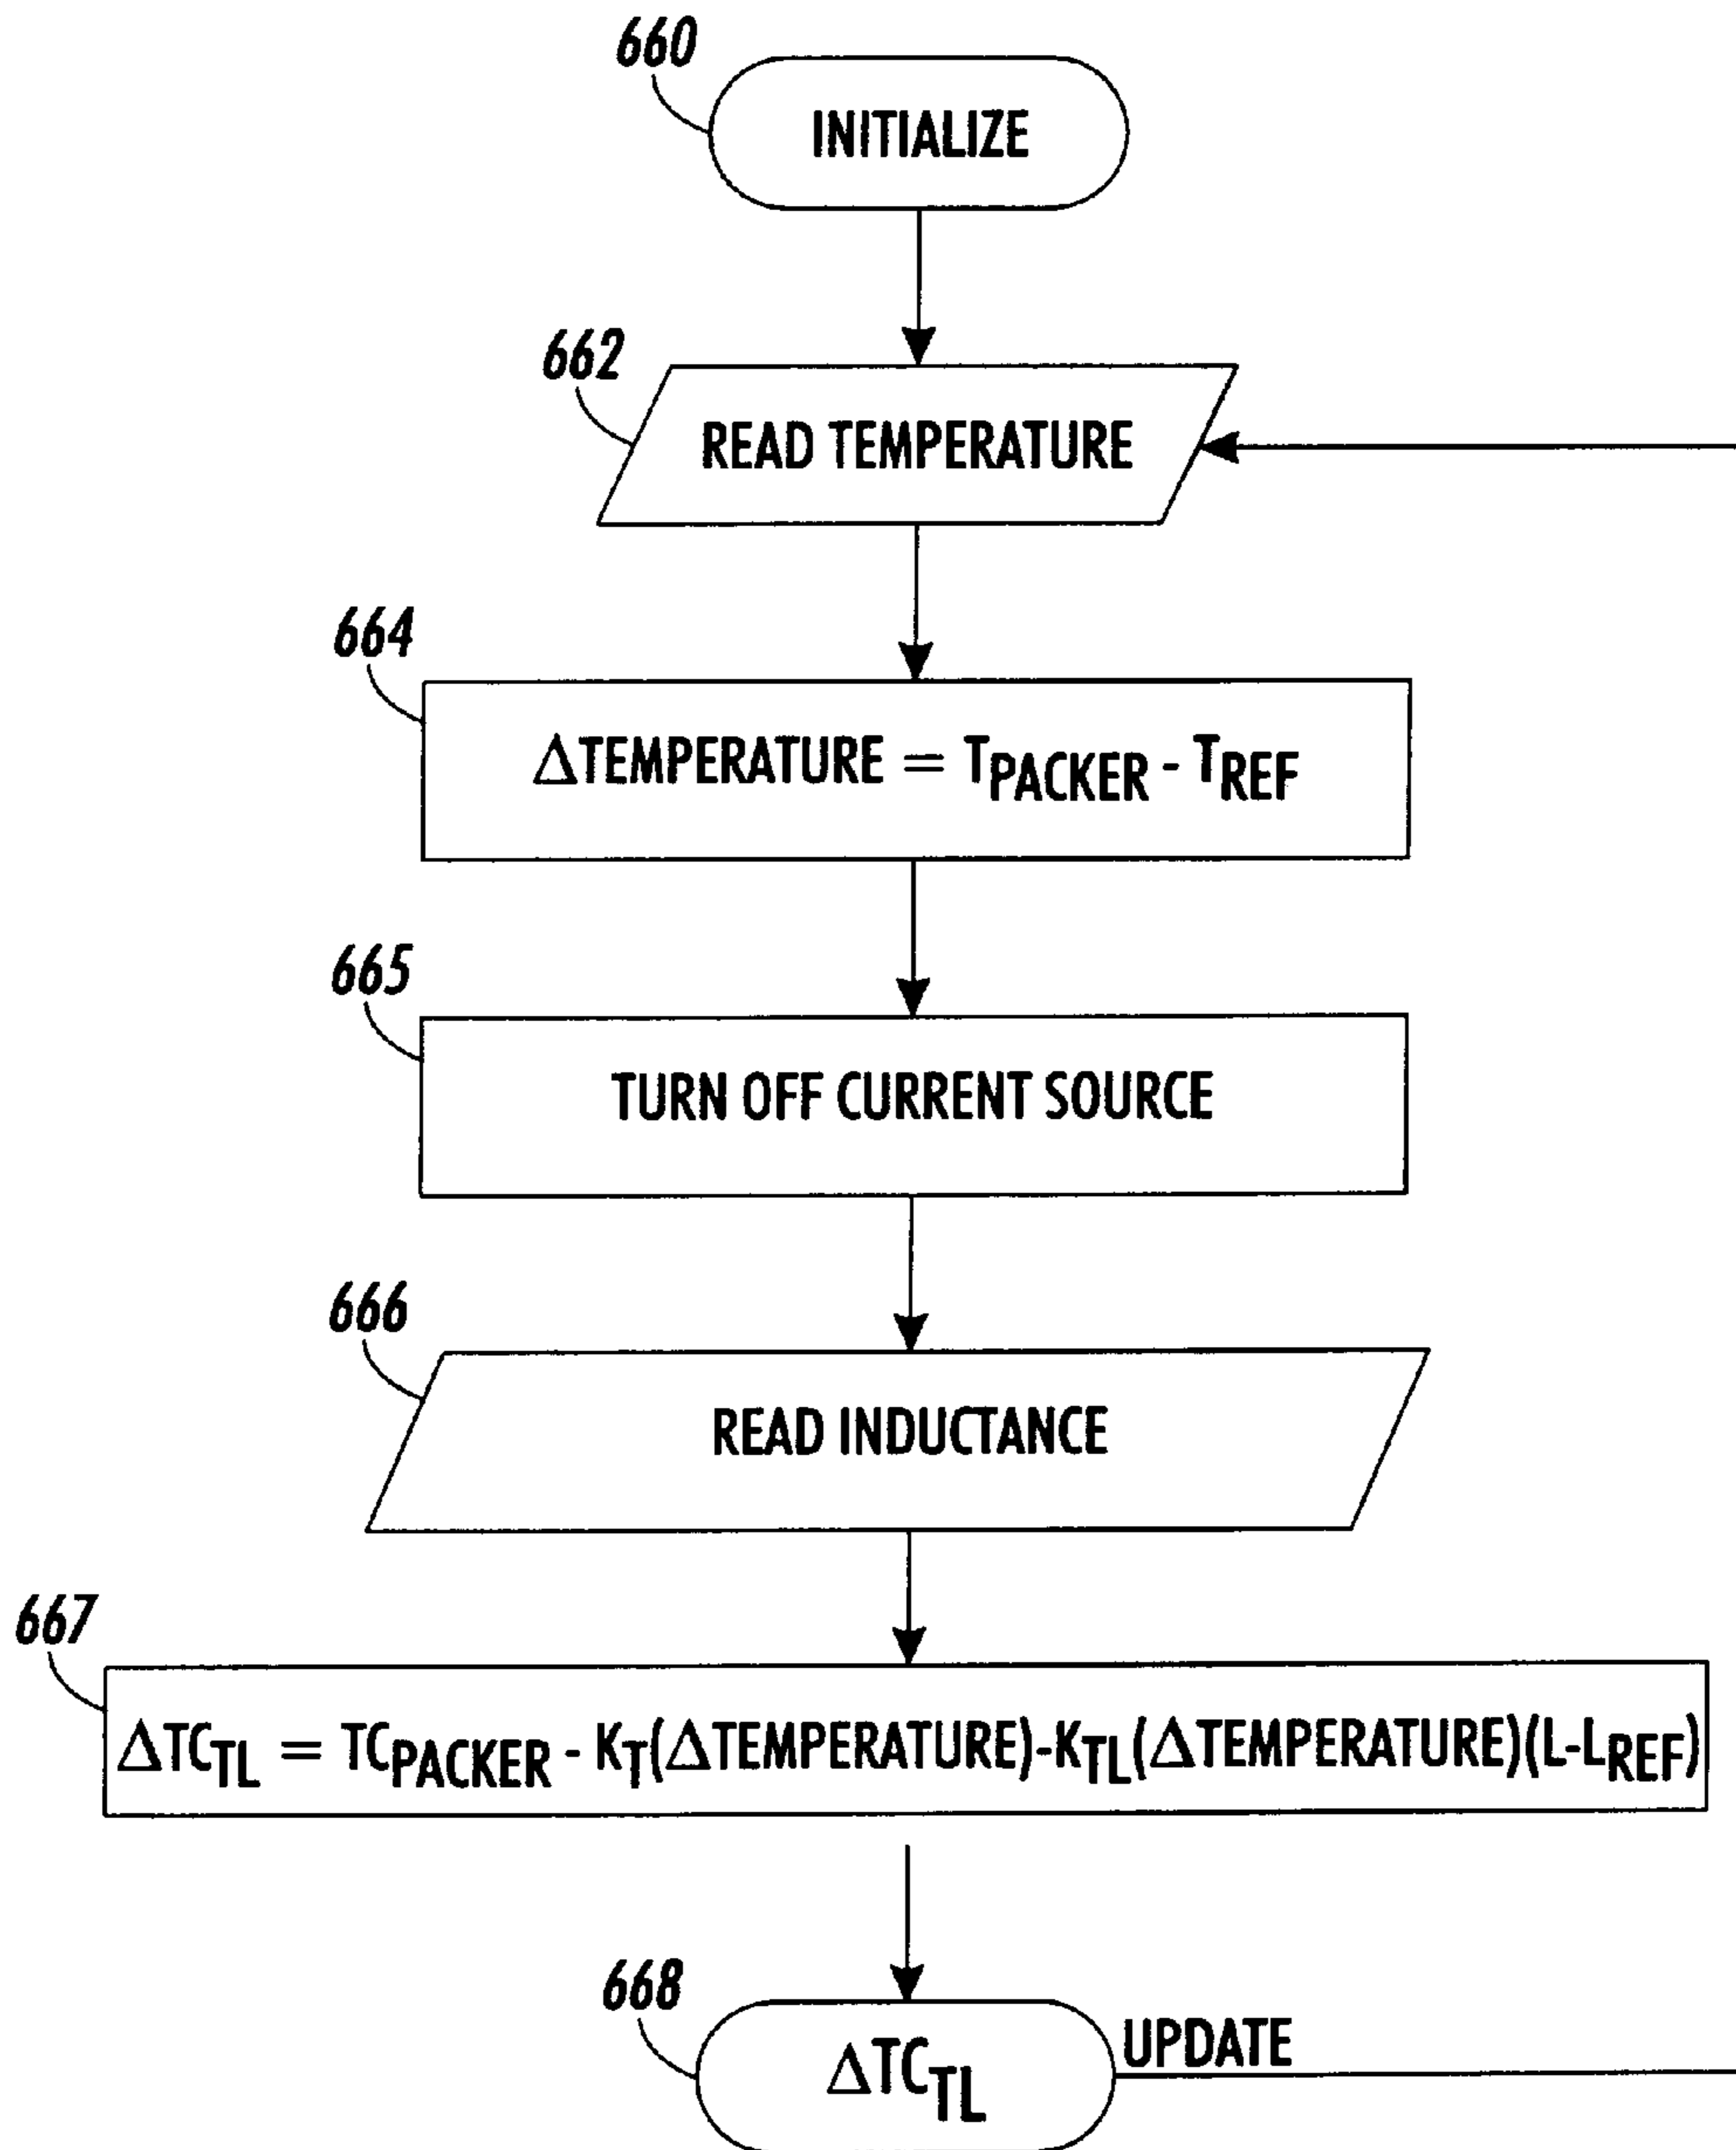 660
INITIALIZE
662
READ TEMPERATURE
664
ΔTEMPERATURE = TPACKER - TREF
665
TURN OFF CURRENT SOURCE
666
READ INDUCTANCE
667
ΔTCTL = TCPACKER - KT(ΔTEMPERATURE)-KTL(ΔTEMPERATURE)(L-LREF)
668
ΔTCTL
UPDATE